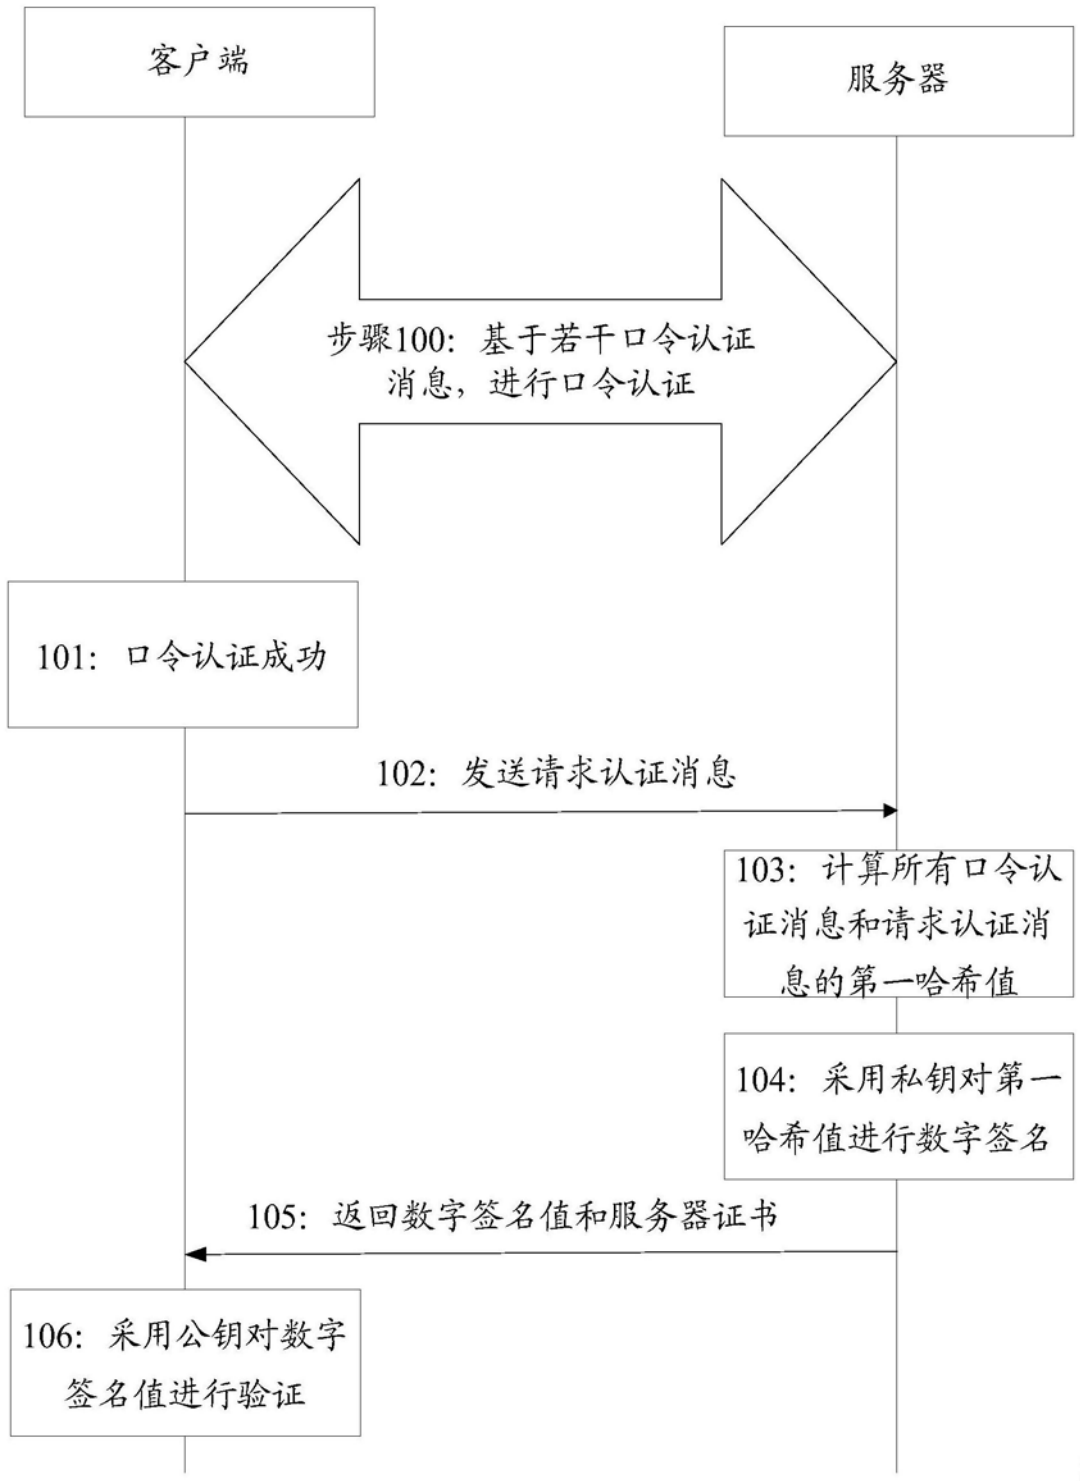 客户端
服务器
步骤100：基于若干口令认证
消息，进行口令认证
101：口令认证成功
102：发送请求认证消息
103：计算所有口令认
证消息和请求认证消
息的第一哈希值
104：采用私钥对第一
哈希值进行数字签名
105：返回数字签名值和服务器证书
106：采用公钥对数字
签名值进行验证